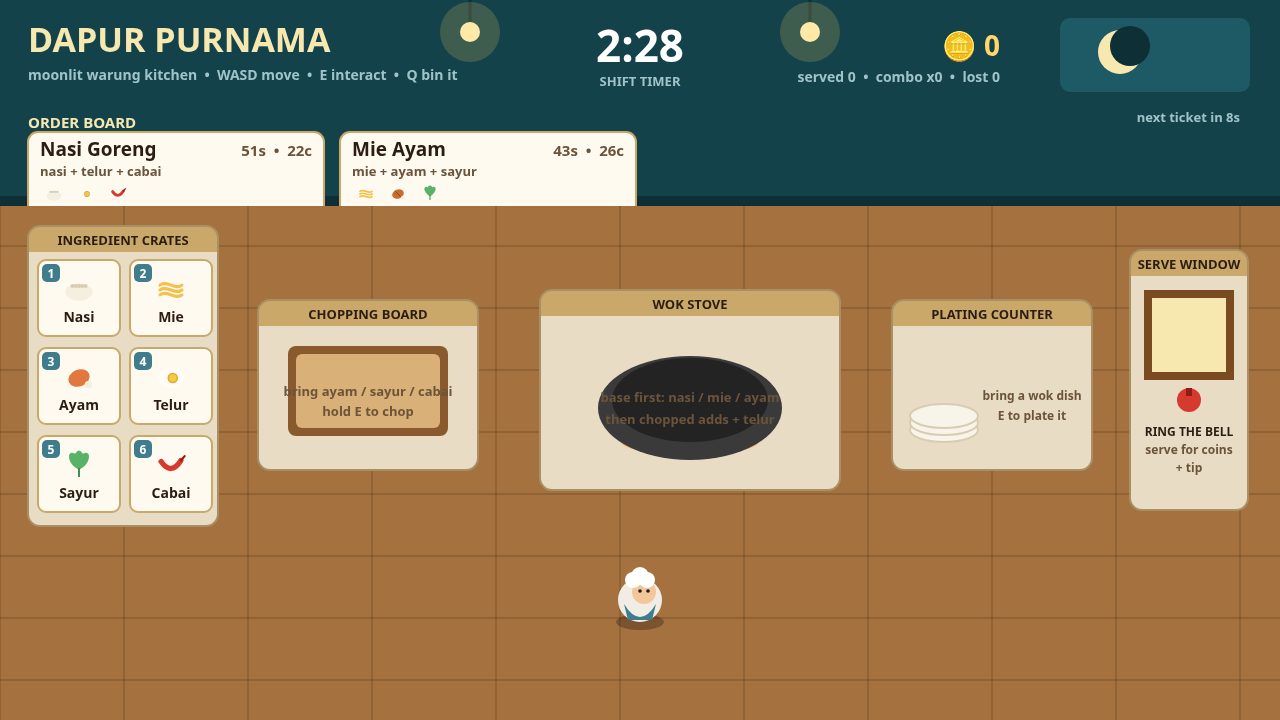 DAPUR PURNAMA
moonlit warung kitchen • WASD move • E interact • Q bin it
2:28
SHIFT TIMER
0
served 0 • combo x0 • lost 0
next ticket in 8s
ORDER BOARD
Nasi Goreng
51s • 22c
nasi + telur + cabai
Mie Ayam
43s • 26c
mie + ayam + sayur
INGREDIENT CRATES
1
Nasi
2
Mie
3
Ayam
4
Telur
5
Sayur
6
Cabai
CHOPPING BOARD
bring ayam / sayur / cabai
hold E to chop
WOK STOVE
base first: nasi / mie / ayam
then chopped adds + telur
PLATING COUNTER
bring a wok dish
E to plate it
SERVE WINDOW
RING THE BELL
serve for coins
+ tip